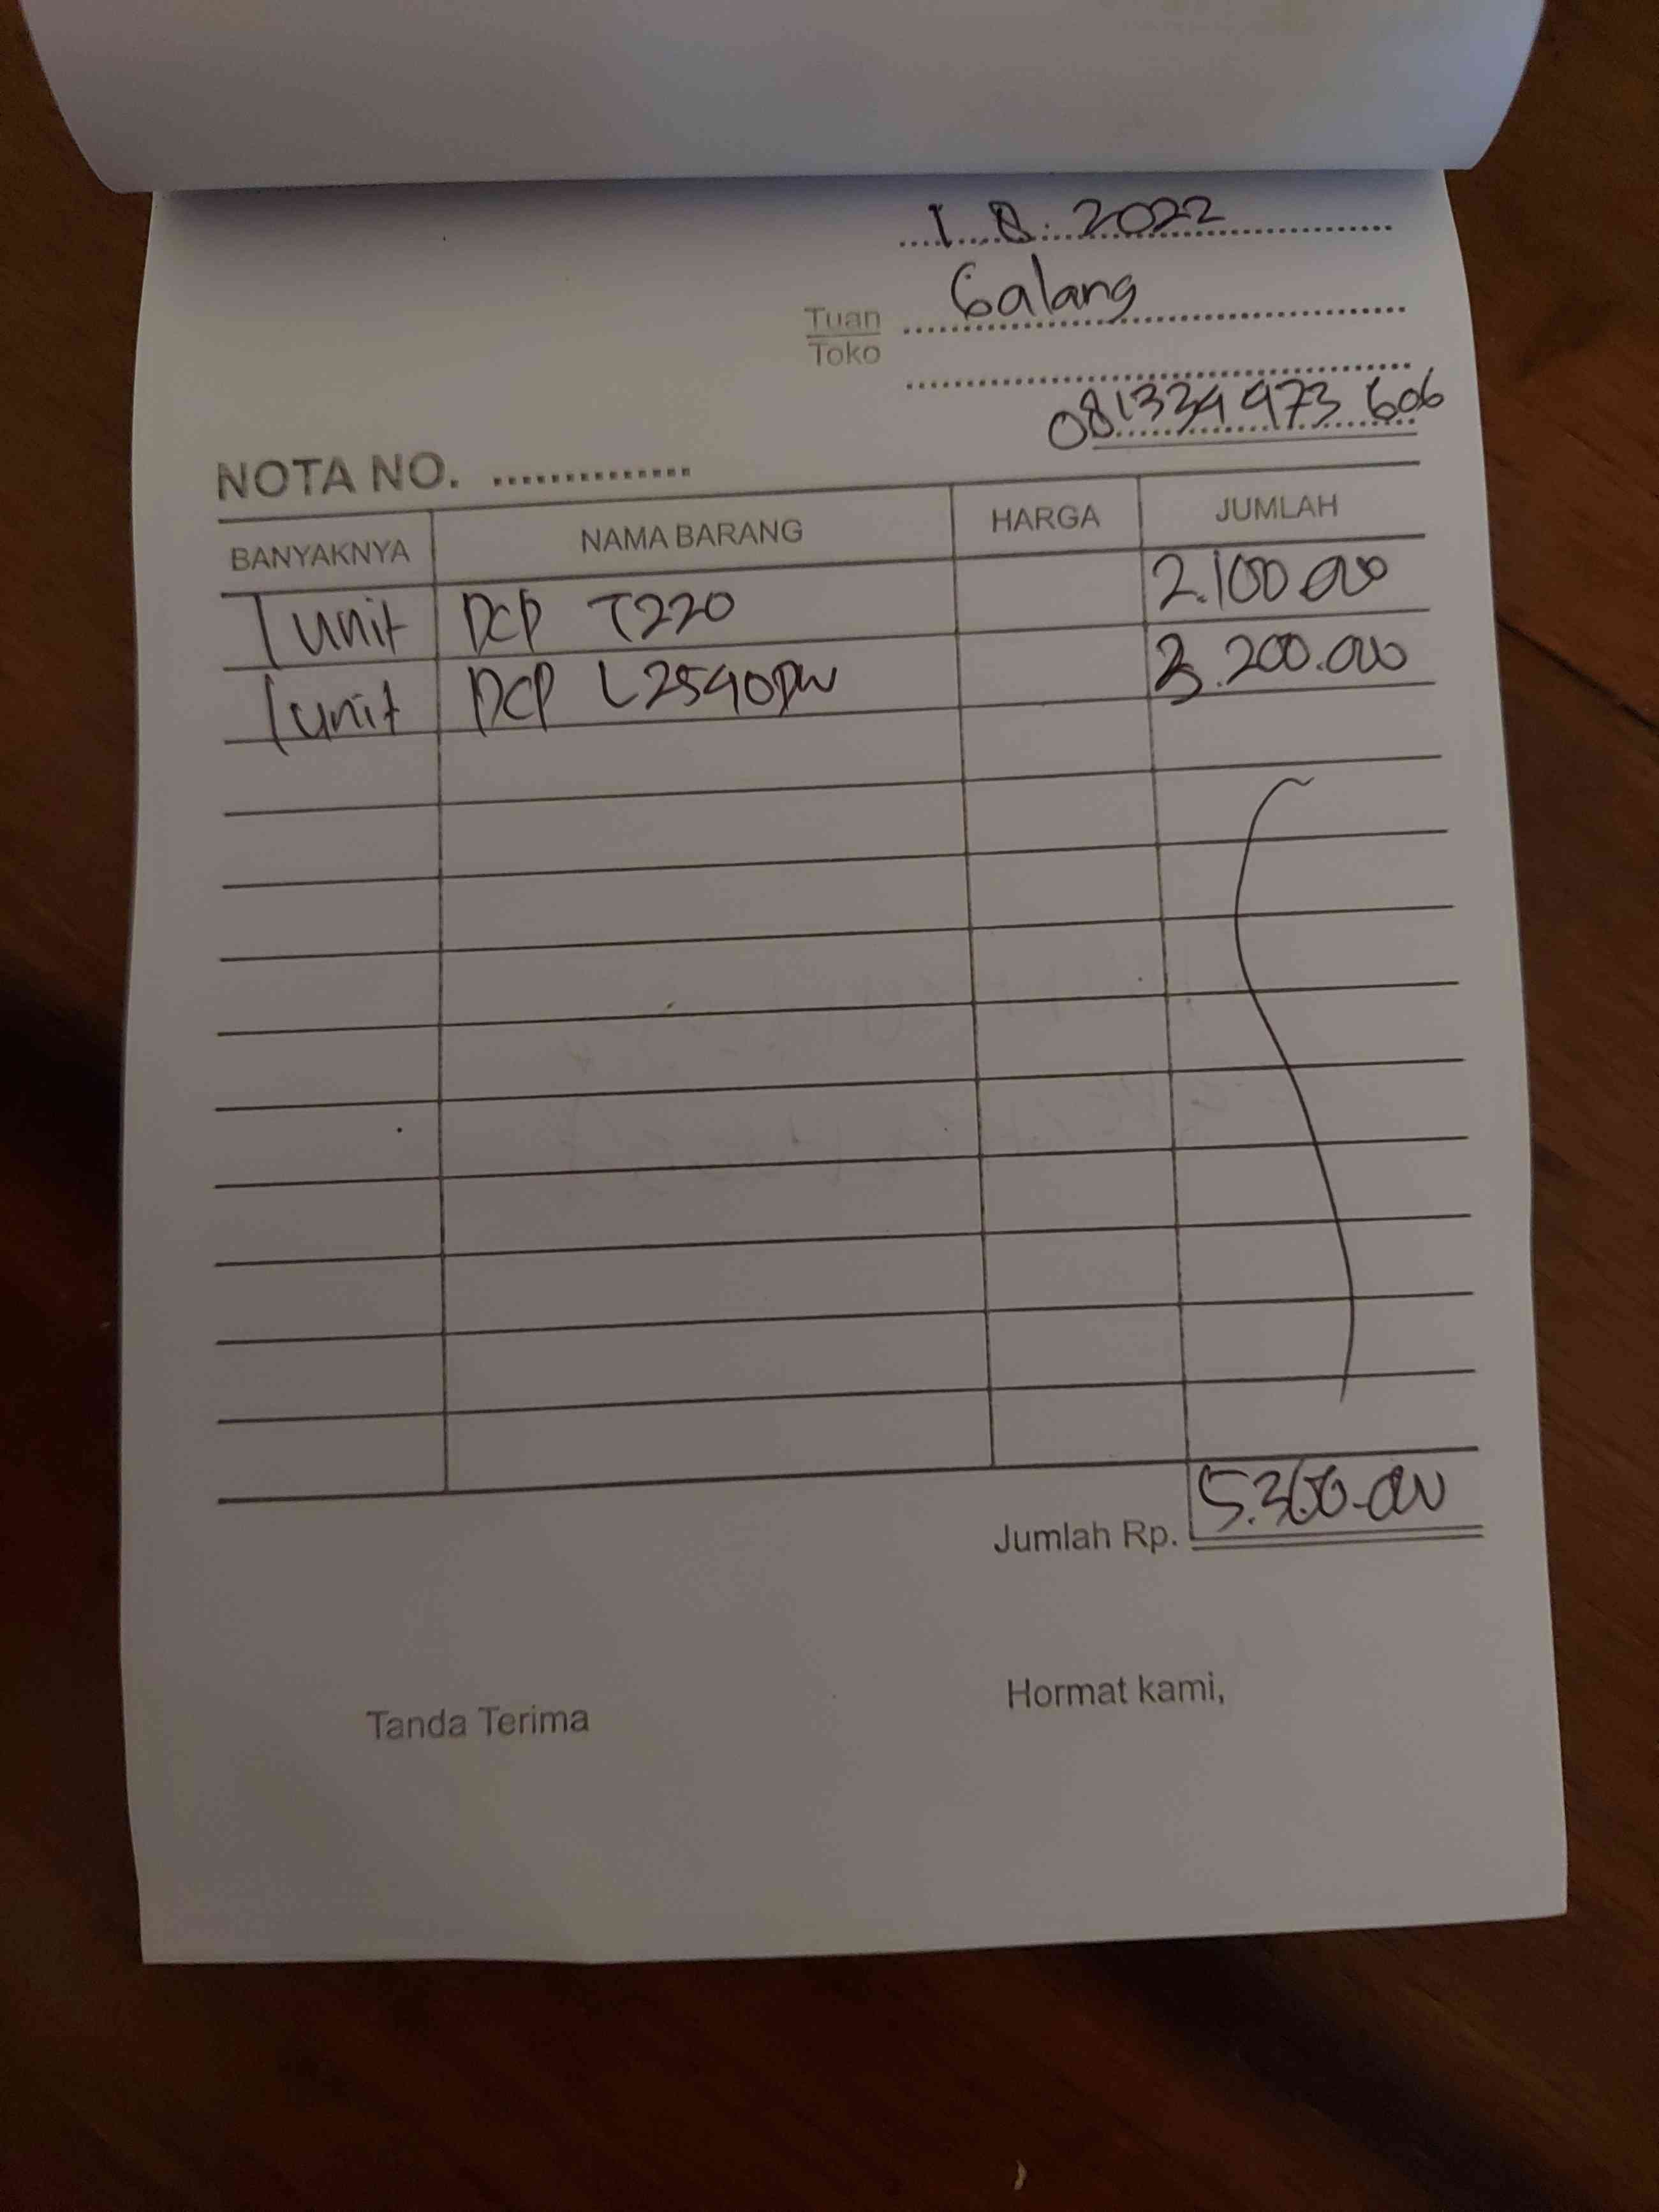 1.8.2022
Tuan Galang
Toko
081334973606
NOTA NO. ..............
BANYAKNYA NAMA BARANG HARGA JUMLAH
1 unit DCP T220 2.100.000
1 unit DCP L2540DW 3.200.000
Jumlah Rp. 5.300.000
Tanda Terima Hormat kami,